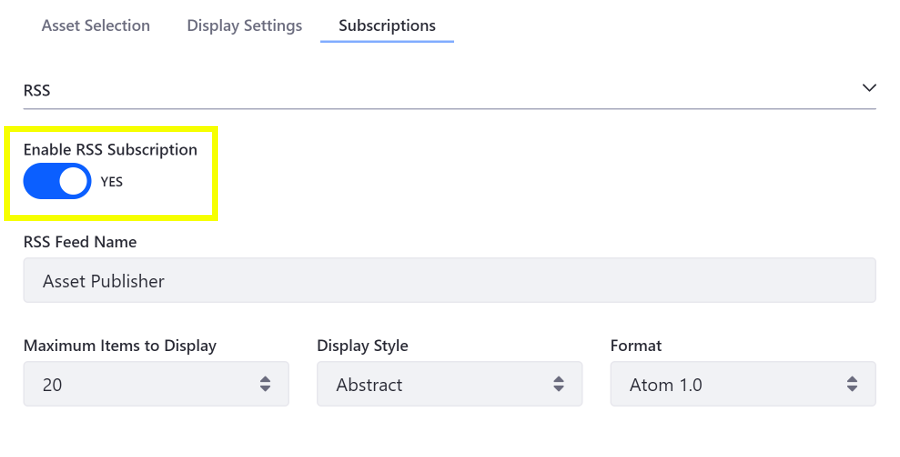 Asset Selection Display Settings Subscriptions
RSS
Enable RSS Subscription
YES
RSS Feed Name
Asset Publisher
Maximum Items to Display Display Style Format
20 Abstract Atom 1.0